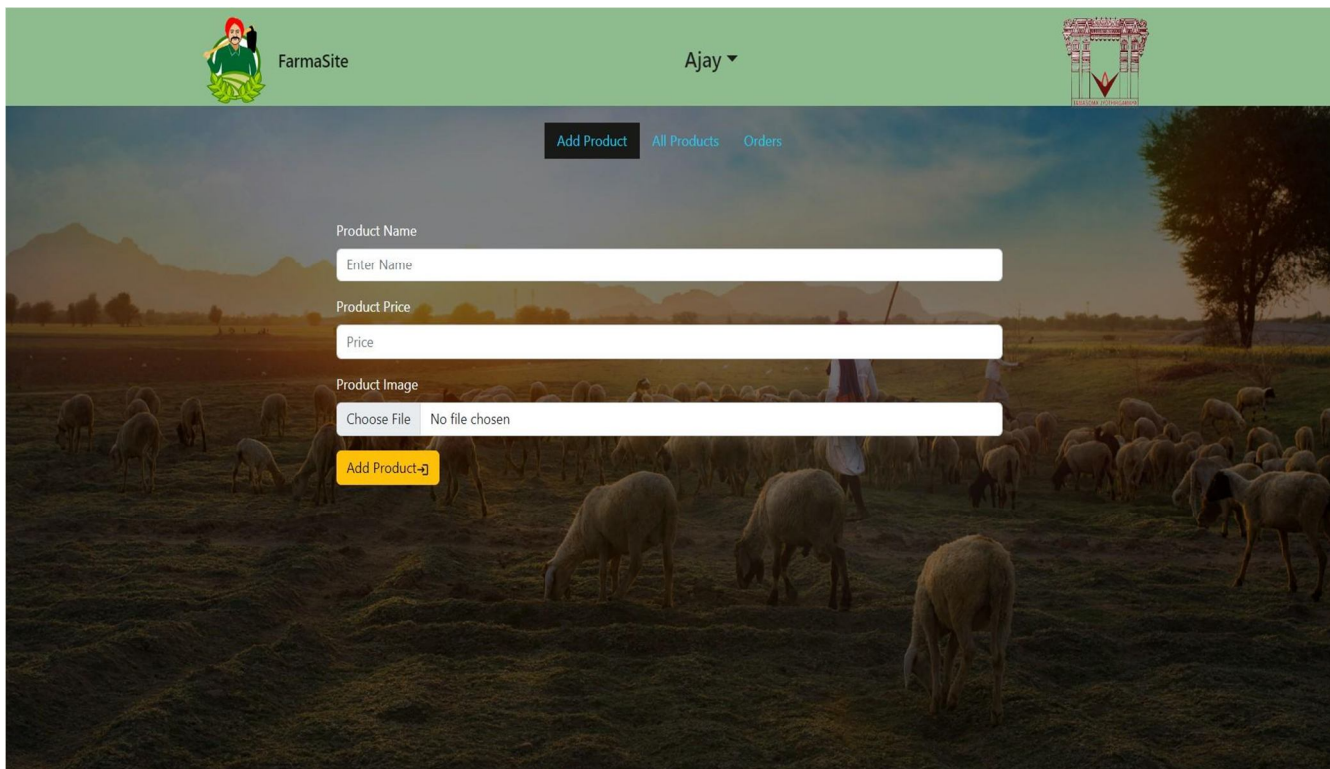 FarmaSite
Ajay
Add Product All Products Orders
Product Name
Enter Name
Product Price
Price
Product Image
Choose File No file chosen
Add Product